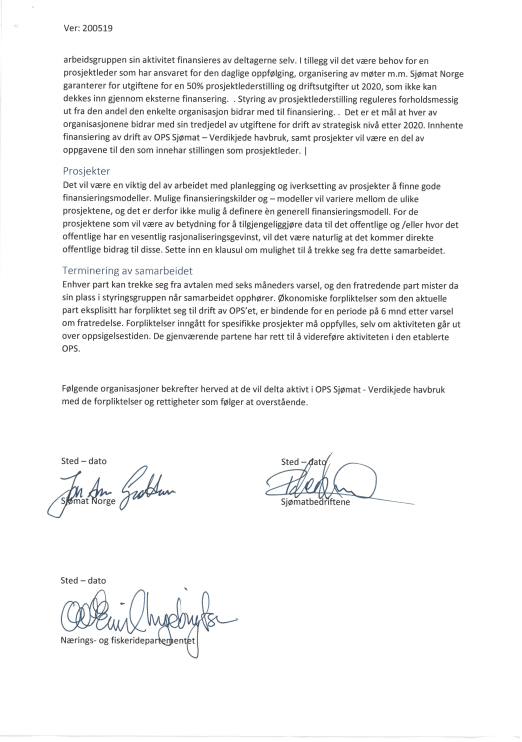 Ver: 200519
arbeidsgruppen sin aktivitet finansieres av deltagerne selv. I tillegg vil det være behov for en
prosjektleder som har ansvaret for den daglige oppfølging, organisering av møter m.m. Sjømat Norge
garanterer for utgiftene for en 50% prosjektlederstilling og driftsutgifter ut 2020, som ikke kan
dekkes inn gjennom eksterne finansering. . Styring av prosjektlederstilling reguleres forholdsmessig
ut fra den andel den enkelte organisasjon bidrar med til finansiering. . Det er et mål at hver av
organisasjonene bidrar med sin tredjedel av utgiftene for drift av strategisk nivå etter 2020. Innhente
finansiering av drift av OPS Sjømat – Verdikjede havbruk, samt prosjekter vil være en del av
oppgavene til den som innehar stillingen som prosjektleder. |
Prosjekter
Det vil være en viktig del av arbeidet med planlegging og iverksetting av prosjekter å finne gode
finansieringsmodeller. Mulige finansieringskilder og – modeller vil variere mellom de ulike
prosjektene, og det er derfor ikke mulig å definere èn generell finansieringsmodell. For de
prosjektene som vil være av betydning for å tilgjengeliggjøre data til det offentlige og /eller hvor det
offentlige har en vesentlig rasjonaliseringsgevinst, vil det være naturlig at det kommer direkte
offentlige bidrag til disse. Sette inn en klausul om mulighet til å trekke seg fra dette samarbeidet.
Terminering av samarbeidet
Enhver part kan trekke seg fra avtalen med seks måneders varsel, og den fratredende part mister da
sin plass i styringsgruppen når samarbeidet opphører. Økonomiske forpliktelser som den aktuelle
part eksplisitt har forpliktet seg til drift av OPS'et, er bindende for en periode på 6 mnd etter varsel
om fratredelse. Forpliktelser inngått for spesifikke prosjekter må oppfylles, selv om aktiviteten går ut
over oppsigelsestiden. De gjenværende partene har rett til å videreføre aktiviteten i den etablerte
OPS.
Følgende organisasjoner bekrefter herved at de vil delta aktivt i OPS Sjømat - Verdikjede havbruk
med de forpliktelser og rettigheter som følger at overstående.
Sted – dato
Sjømat Norge
Sted – dato
Sjømatbedriftene
Sted – dato
Nærings- og fiskeridepartementet